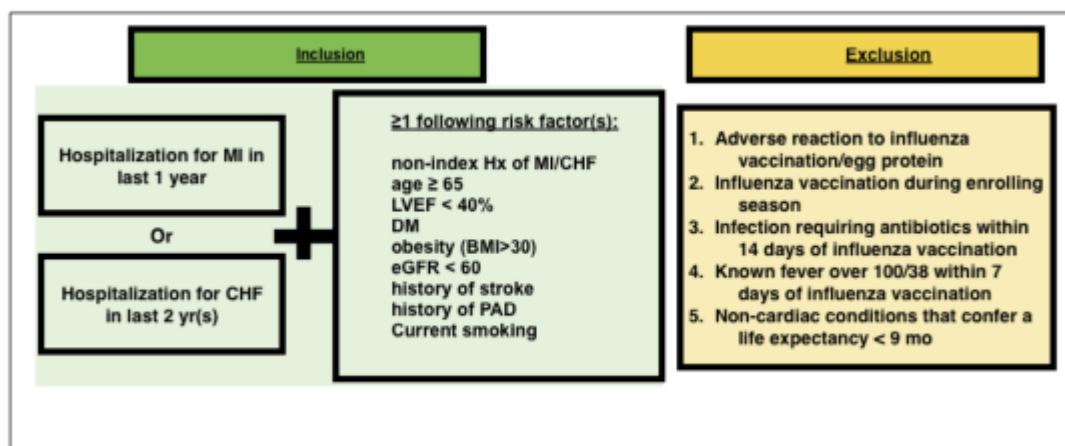 Inclusion
Hospitalization for MI in
last 1 year
Or
Hospitalization for CHF
in last 2 yr(s)
≥1 following risk factor(s):
non-index Hx of MI/CHF
age ≥ 65
LVEF < 40%
DM
obesity (BMI>30)
eGFR < 60
history of stroke
history of PAD
Current smoking
Exclusion
1. Adverse reaction to influenza
vaccination/egg protein
2. Influenza vaccination during enrolling
season
3. Infection requiring antibiotics within
14 days of influenza vaccination
4. Known fever over 100/38 within 7
days of influenza vaccination
5. Non-cardiac conditions that confer a
life expectancy < 9 mo